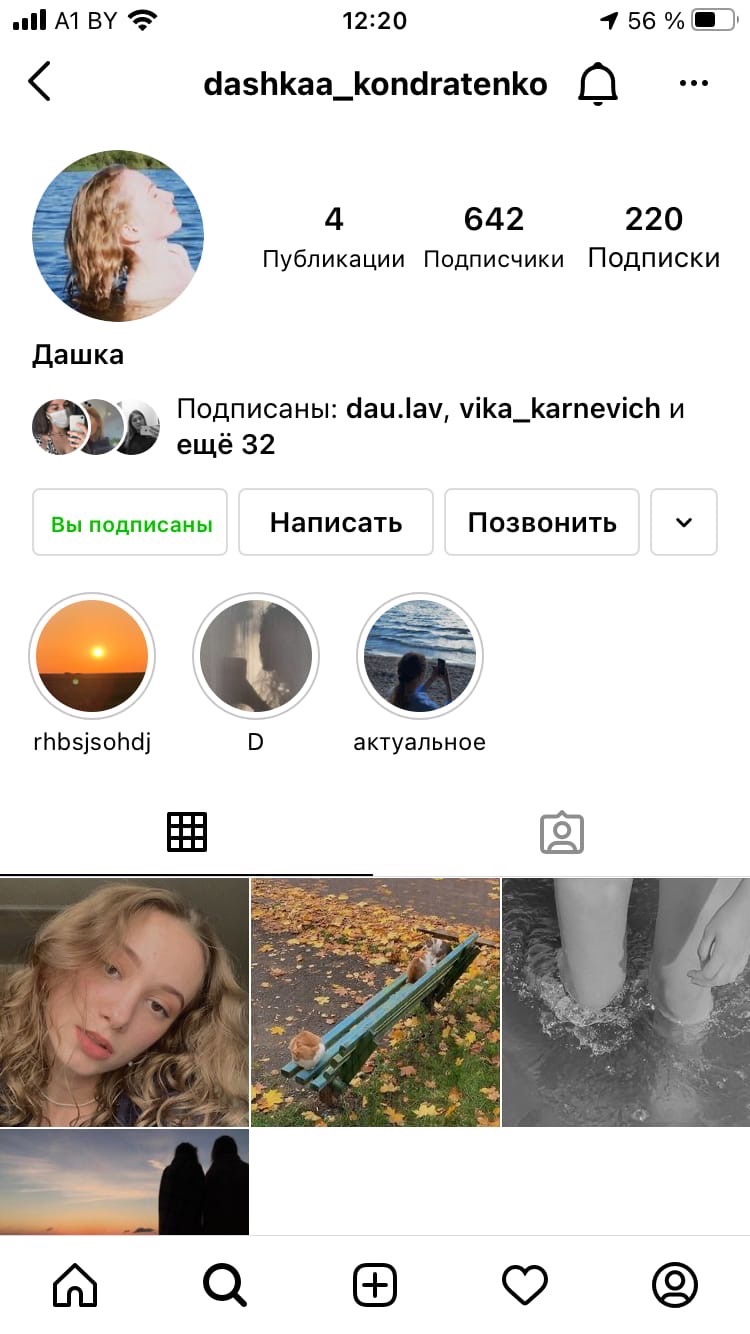 A1 BY 12:20 56 %
dashkaa_kondratenko
4 642 220
Публикации Подписчики Подписки
Дашка
Подписаны: dau.lav, vika_karnevich и
ещё 32
Вы подписаны Написать Позвонить
rhbsjsohdj D актуальное